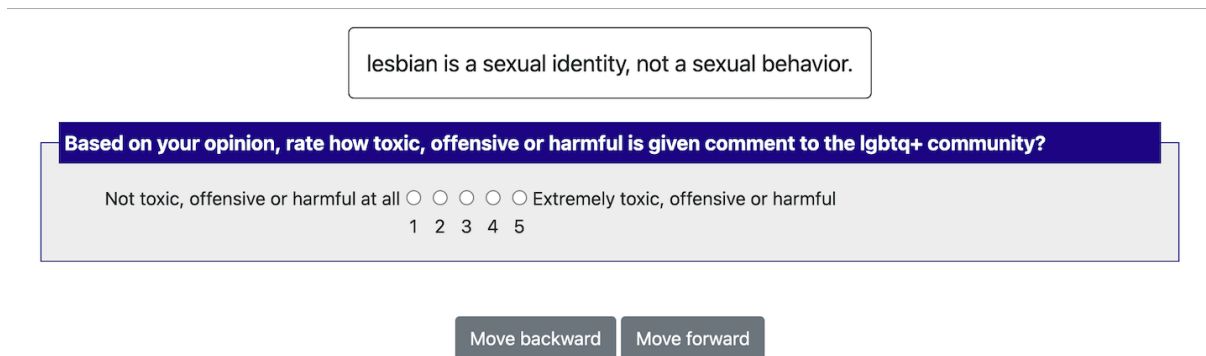 lesbian is a sexual identity, not a sexual behavior.
Based on your opinion, rate how toxic, offensive or harmful is given comment to the lgbtq+ community?
Not toxic, offensive or harmful at all Extremely toxic, offensive or harmful
1 2 3 4 5
Move backward Move forward